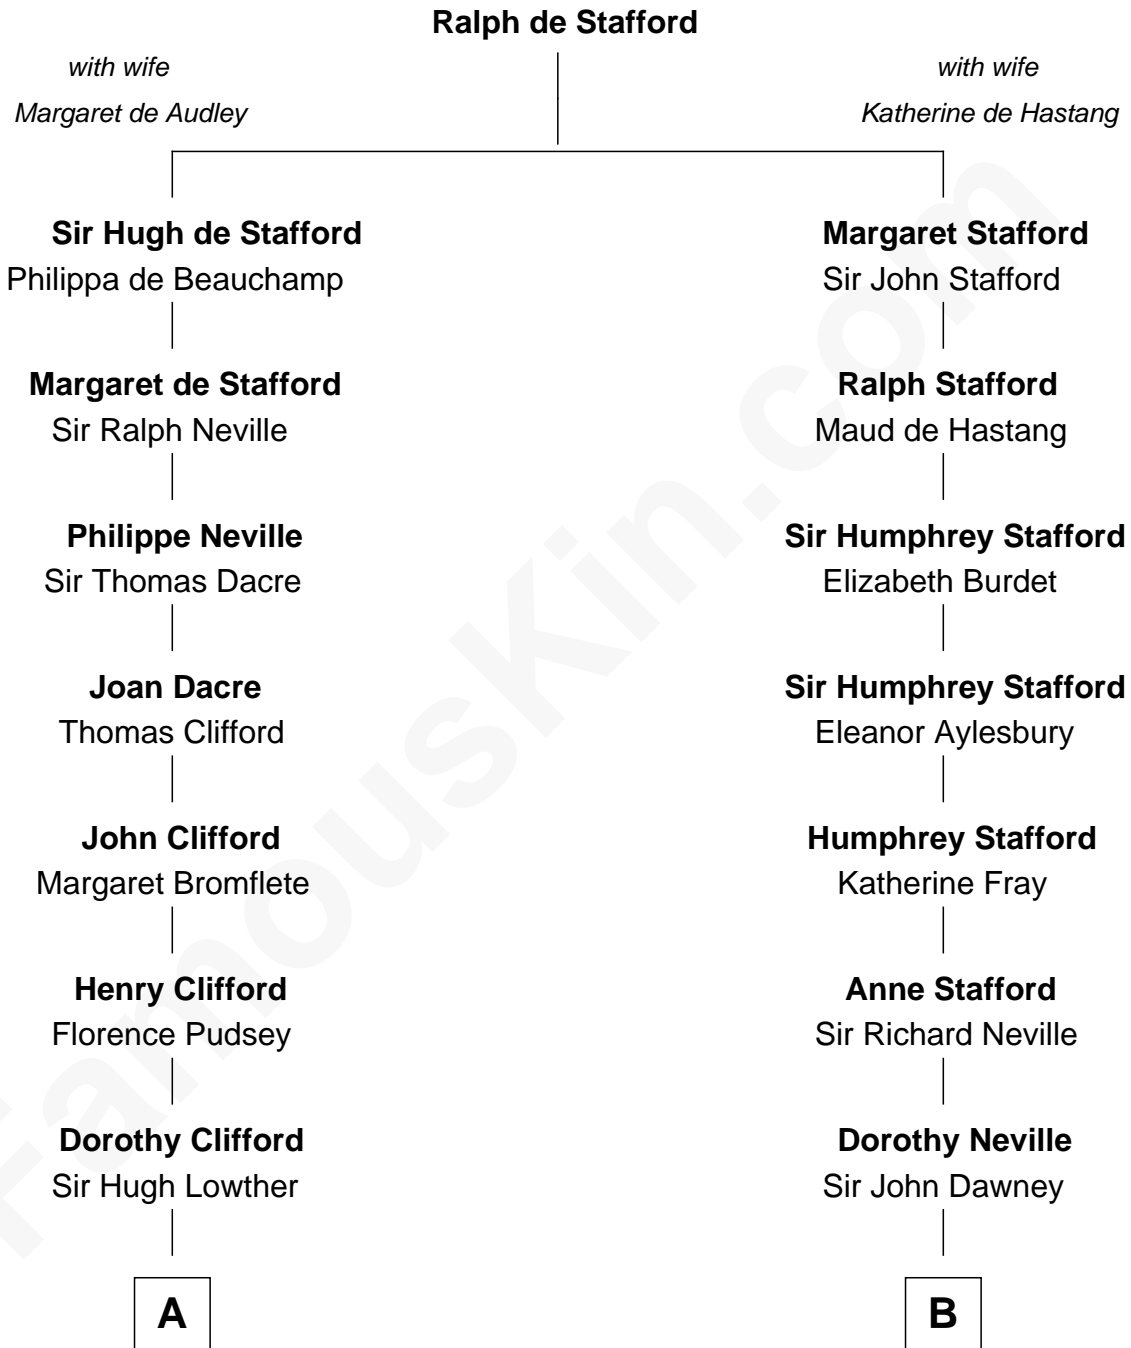 Ralph de Stafford
with wife
Margaret de Audley
with wife
Katherine de Hastang
Sir Hugh de Stafford
Philippa de Beauchamp
Margaret de Stafford
Sir Ralph Neville
Philippe Neville
Sir Thomas Dacre
Joan Dacre
Thomas Clifford
John Clifford
Margaret Bromflete
Henry Clifford
Florence Pudsey
Dorothy Clifford
Sir Hugh Lowther
A
Margaret Stafford
Sir John Stafford
Ralph Stafford
Maud de Hastang
Sir Humphrey Stafford
Elizabeth Burdet
Sir Humphrey Stafford
Eleanor Aylesbury
Humphrey Stafford
Katherine Fray
Anne Stafford
Sir Richard Neville
Dorothy Neville
Sir John Dawney
B
FamousKin.com